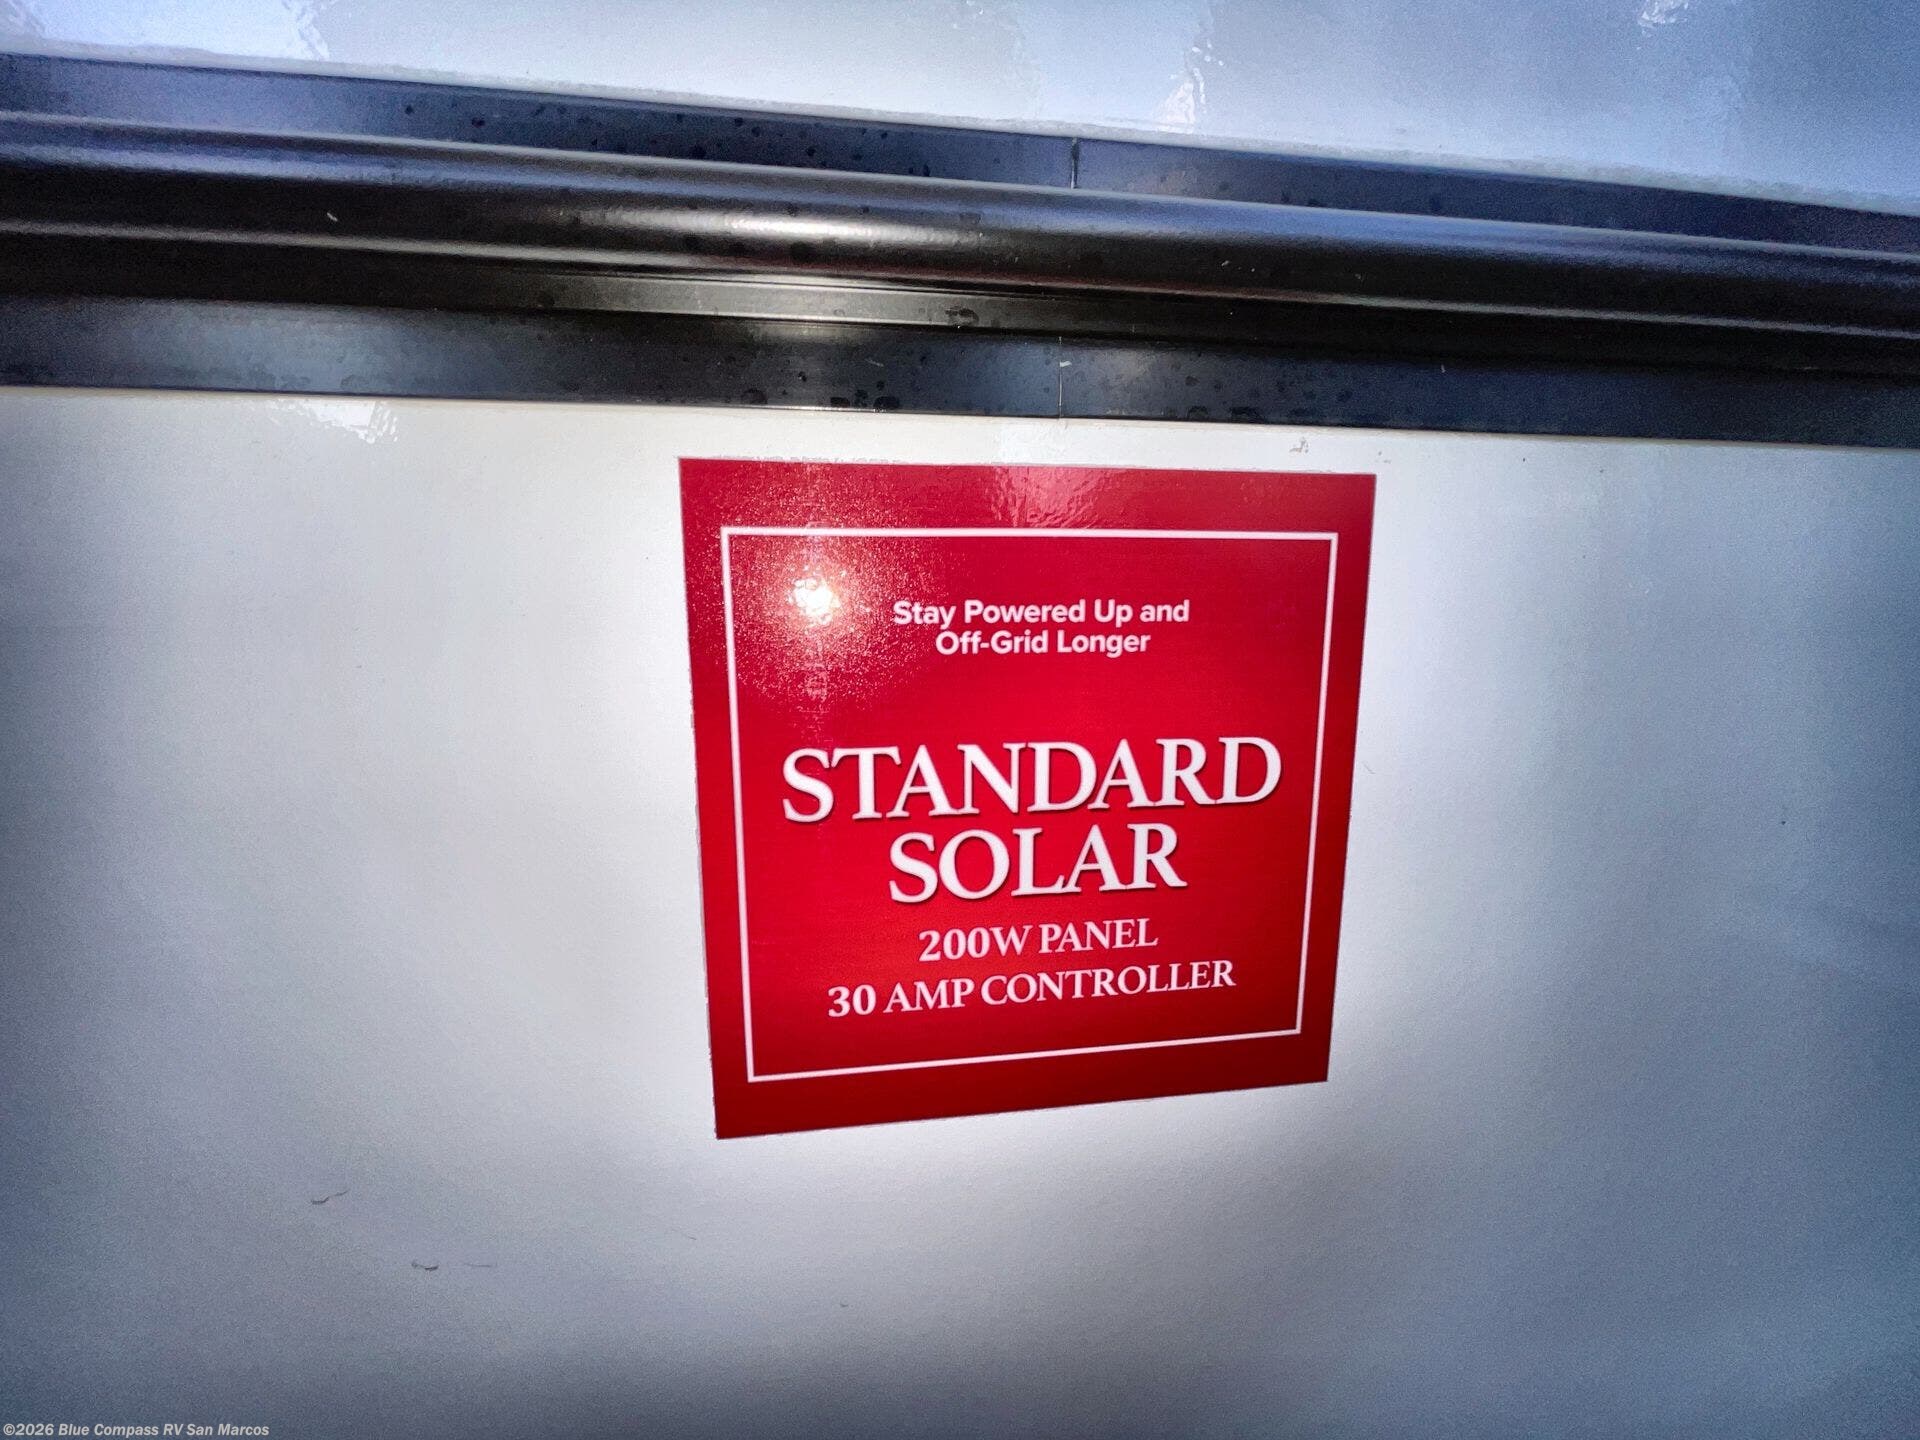 Stay Powered Up and
Off-Grid Longer
STANDARD
SOLAR
200W PANEL
30 AMP CONTROLLER
©2026 Blue Compass RV San Marcos